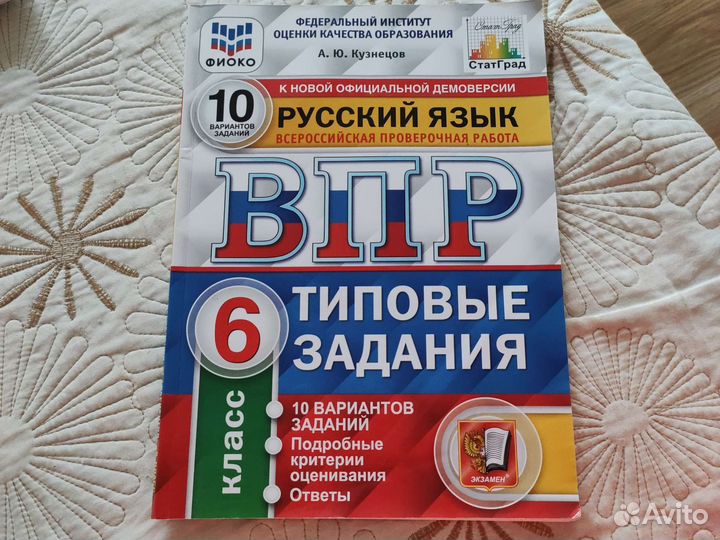 ФЕДЕРАЛЬНЫЙ ИНСТИТУТ
ОЦЕНКИ КАЧЕСТВА ОБРАЗОВАНИЯ
А. Ю. Кузнецов
ФИОКО
СтатГрад
СтатГрад
К НОВОЙ ОФИЦИАЛЬНОЙ ДЕМОВЕРСИИ
10
ВАРИАНТОВ
ЗАДАНИЙ
РУССКИЙ ЯЗЫК
ВСЕРОССИЙСКАЯ ПРОВЕРОЧНАЯ РАБОТА
ВПР
6
класс
ТИПОВЫЕ
ЗАДАНИЯ
10 ВАРИАНТОВ
ЗАДАНИЙ
Подробные
критерии
оценивания
Ответы
ЭКЗАМЕН
Avito